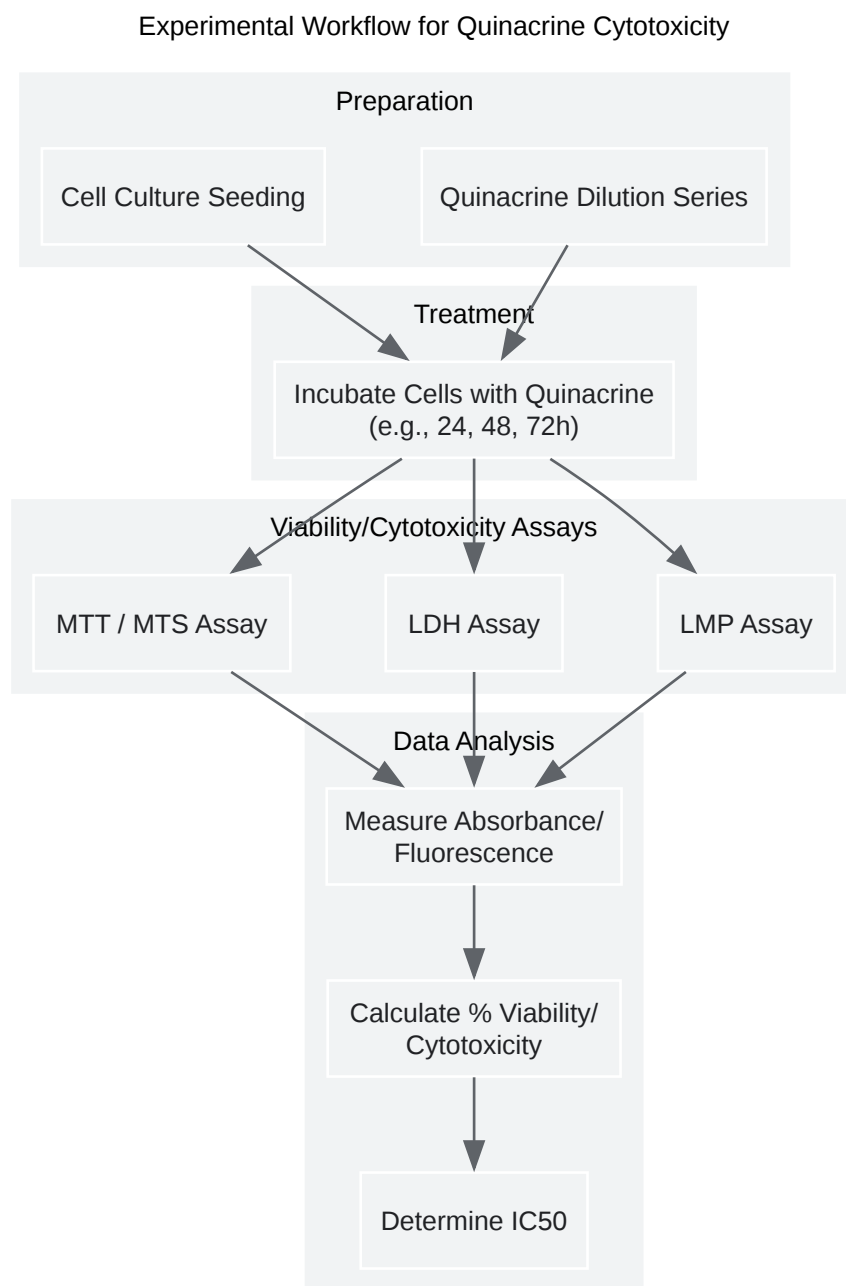 Experimental Workflow for Quinacrine Cytotoxicity
Preparation
Cell Culture Seeding
Quinacrine Dilution Series
Treatment
Incubate Cells with Quinacrine
(e.g., 24, 48, 72h)
Viability/Cytotoxicity Assays
MTT / MTS Assay
LDH Assay
LMP Assay
Data Analysis
Measure Absorbance/
Fluorescence
Calculate % Viability/
Cytotoxicity
Determine IC50